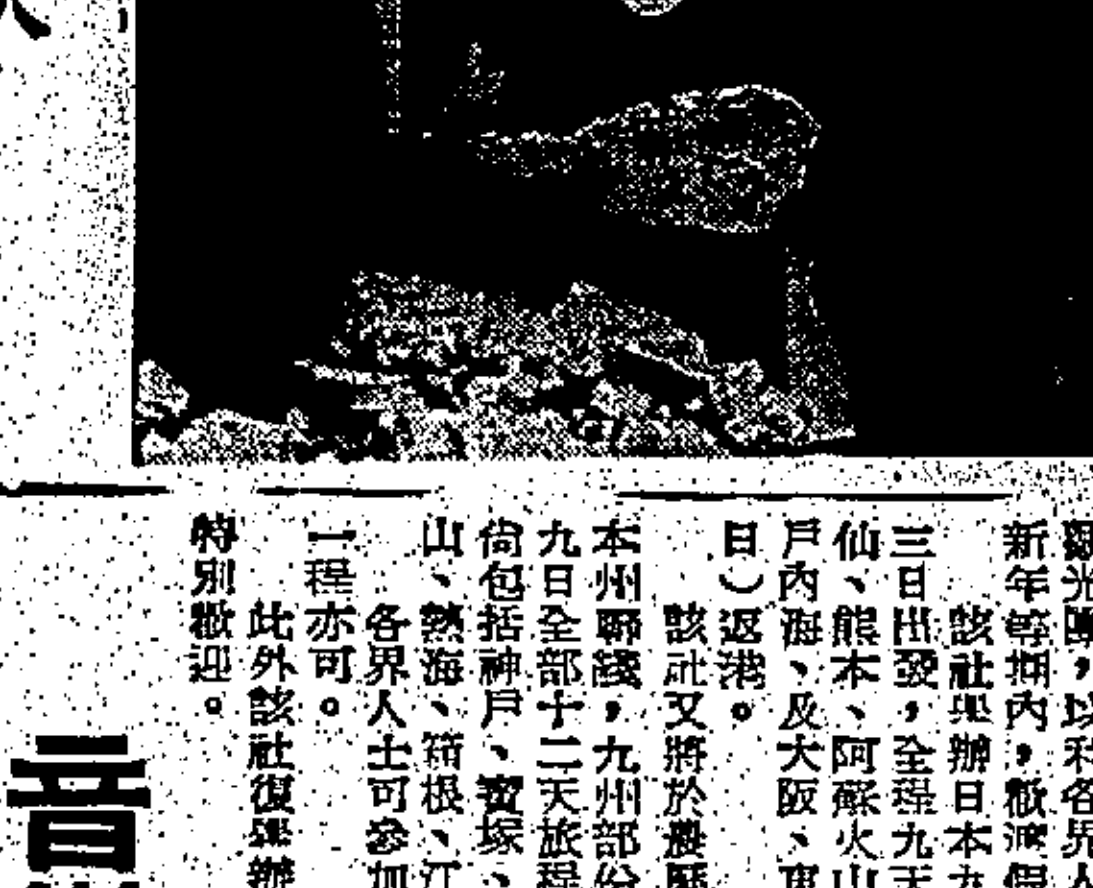 觀光團，以利各界人
新年等期內，歡渡假
該社舉辦日本九
三日出發，全程九天
仙、熊本、阿蘇火山
戶內海、及大阪、東
日）返港。
該社又將於農曆
本州聯綫，九州部份
九日全部十二天旅程
尙包括神戶、寶塚、
山、熱海、箱根、江
各界人士可參加
一程亦可。
此外該社復舉辦
特別歡迎。
音